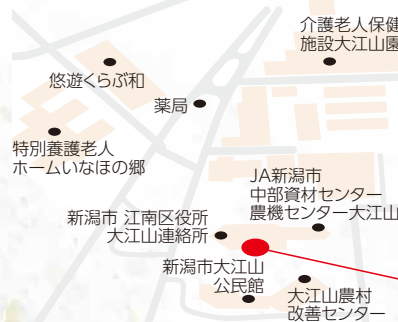 介護老人保健
施設大江山園
悠遊くらぶ和
薬局
特別養護老人
ホームいなほの郷
JA新潟市
中部資材センター
農機センター大江山
新潟市 江南区役所
大江山連絡所
新潟市大江山
公民館
大江山農村
改善センター